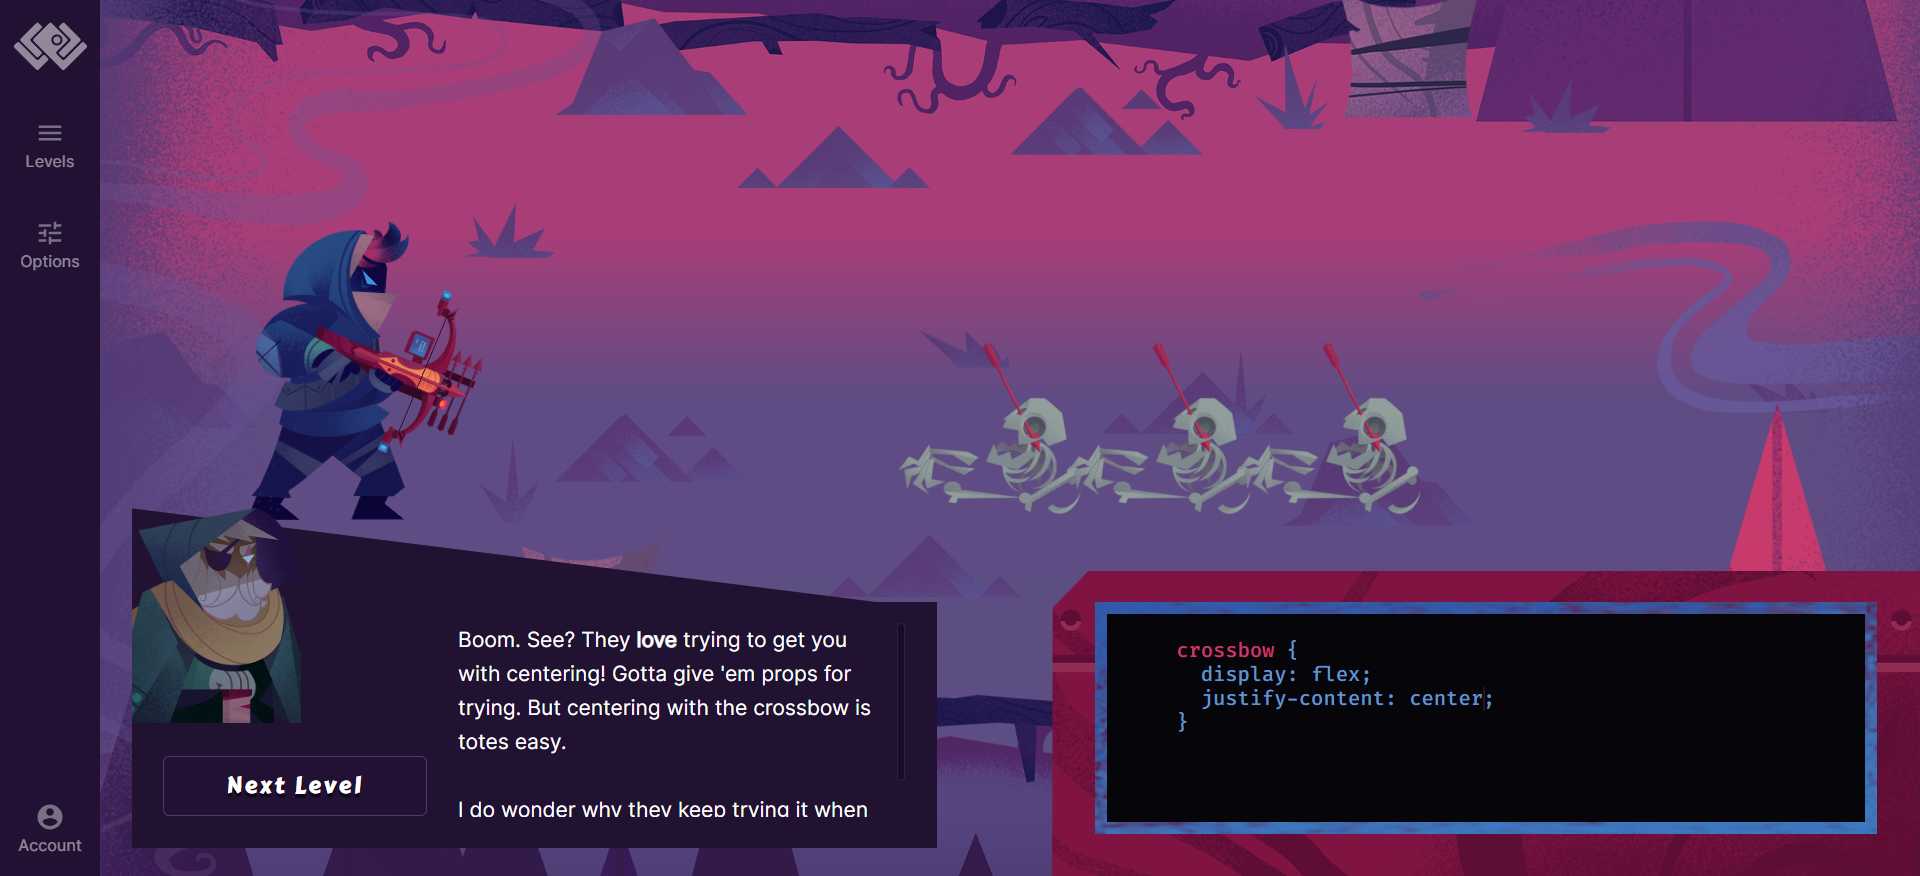 Levels
Options
Account
Boom. See? They love trying to get you
with centering! Gotta give 'em props for
trying. But centering with the crossbow is
totes easy.
I do wonder why they keep trying it when
Next Level
crossbow {
display: flex;
justify-content: center;
}